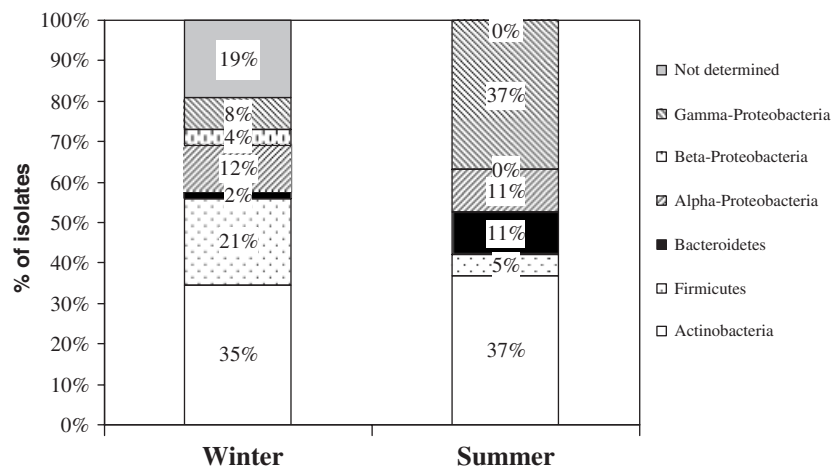 100%
90%
80%
70%
60%
50%
40%
30%
20%
10%
0%
% of isolates
19%
8%
4%
12%
2%
21%
35%
0%
37%
0%
11%
11%
5%
37%
Winter
Summer
Not determined
Gamma-Proteobacteria
Beta-Proteobacteria
Alpha-Proteobacteria
Bacteroidetes
Firmicutes
Actinobacteria